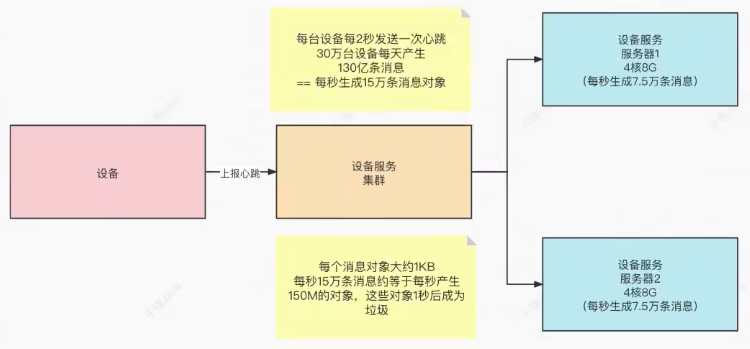 每台设备每2秒发送一次心跳
30万台设备每天产生
130亿条消息
== 每秒生成15万条消息对象
设备服务
服务器1
4核8G
（每秒生成7.5万条消息）
设备
上报心跳
设备服务
集群
每个消息对象大约1KB
每秒15万条消息约等于每秒产生
150M的对象，这些对象1秒后成为
垃圾
设备服务
服务器2
4核8G
（每秒生成7.5万条消息）